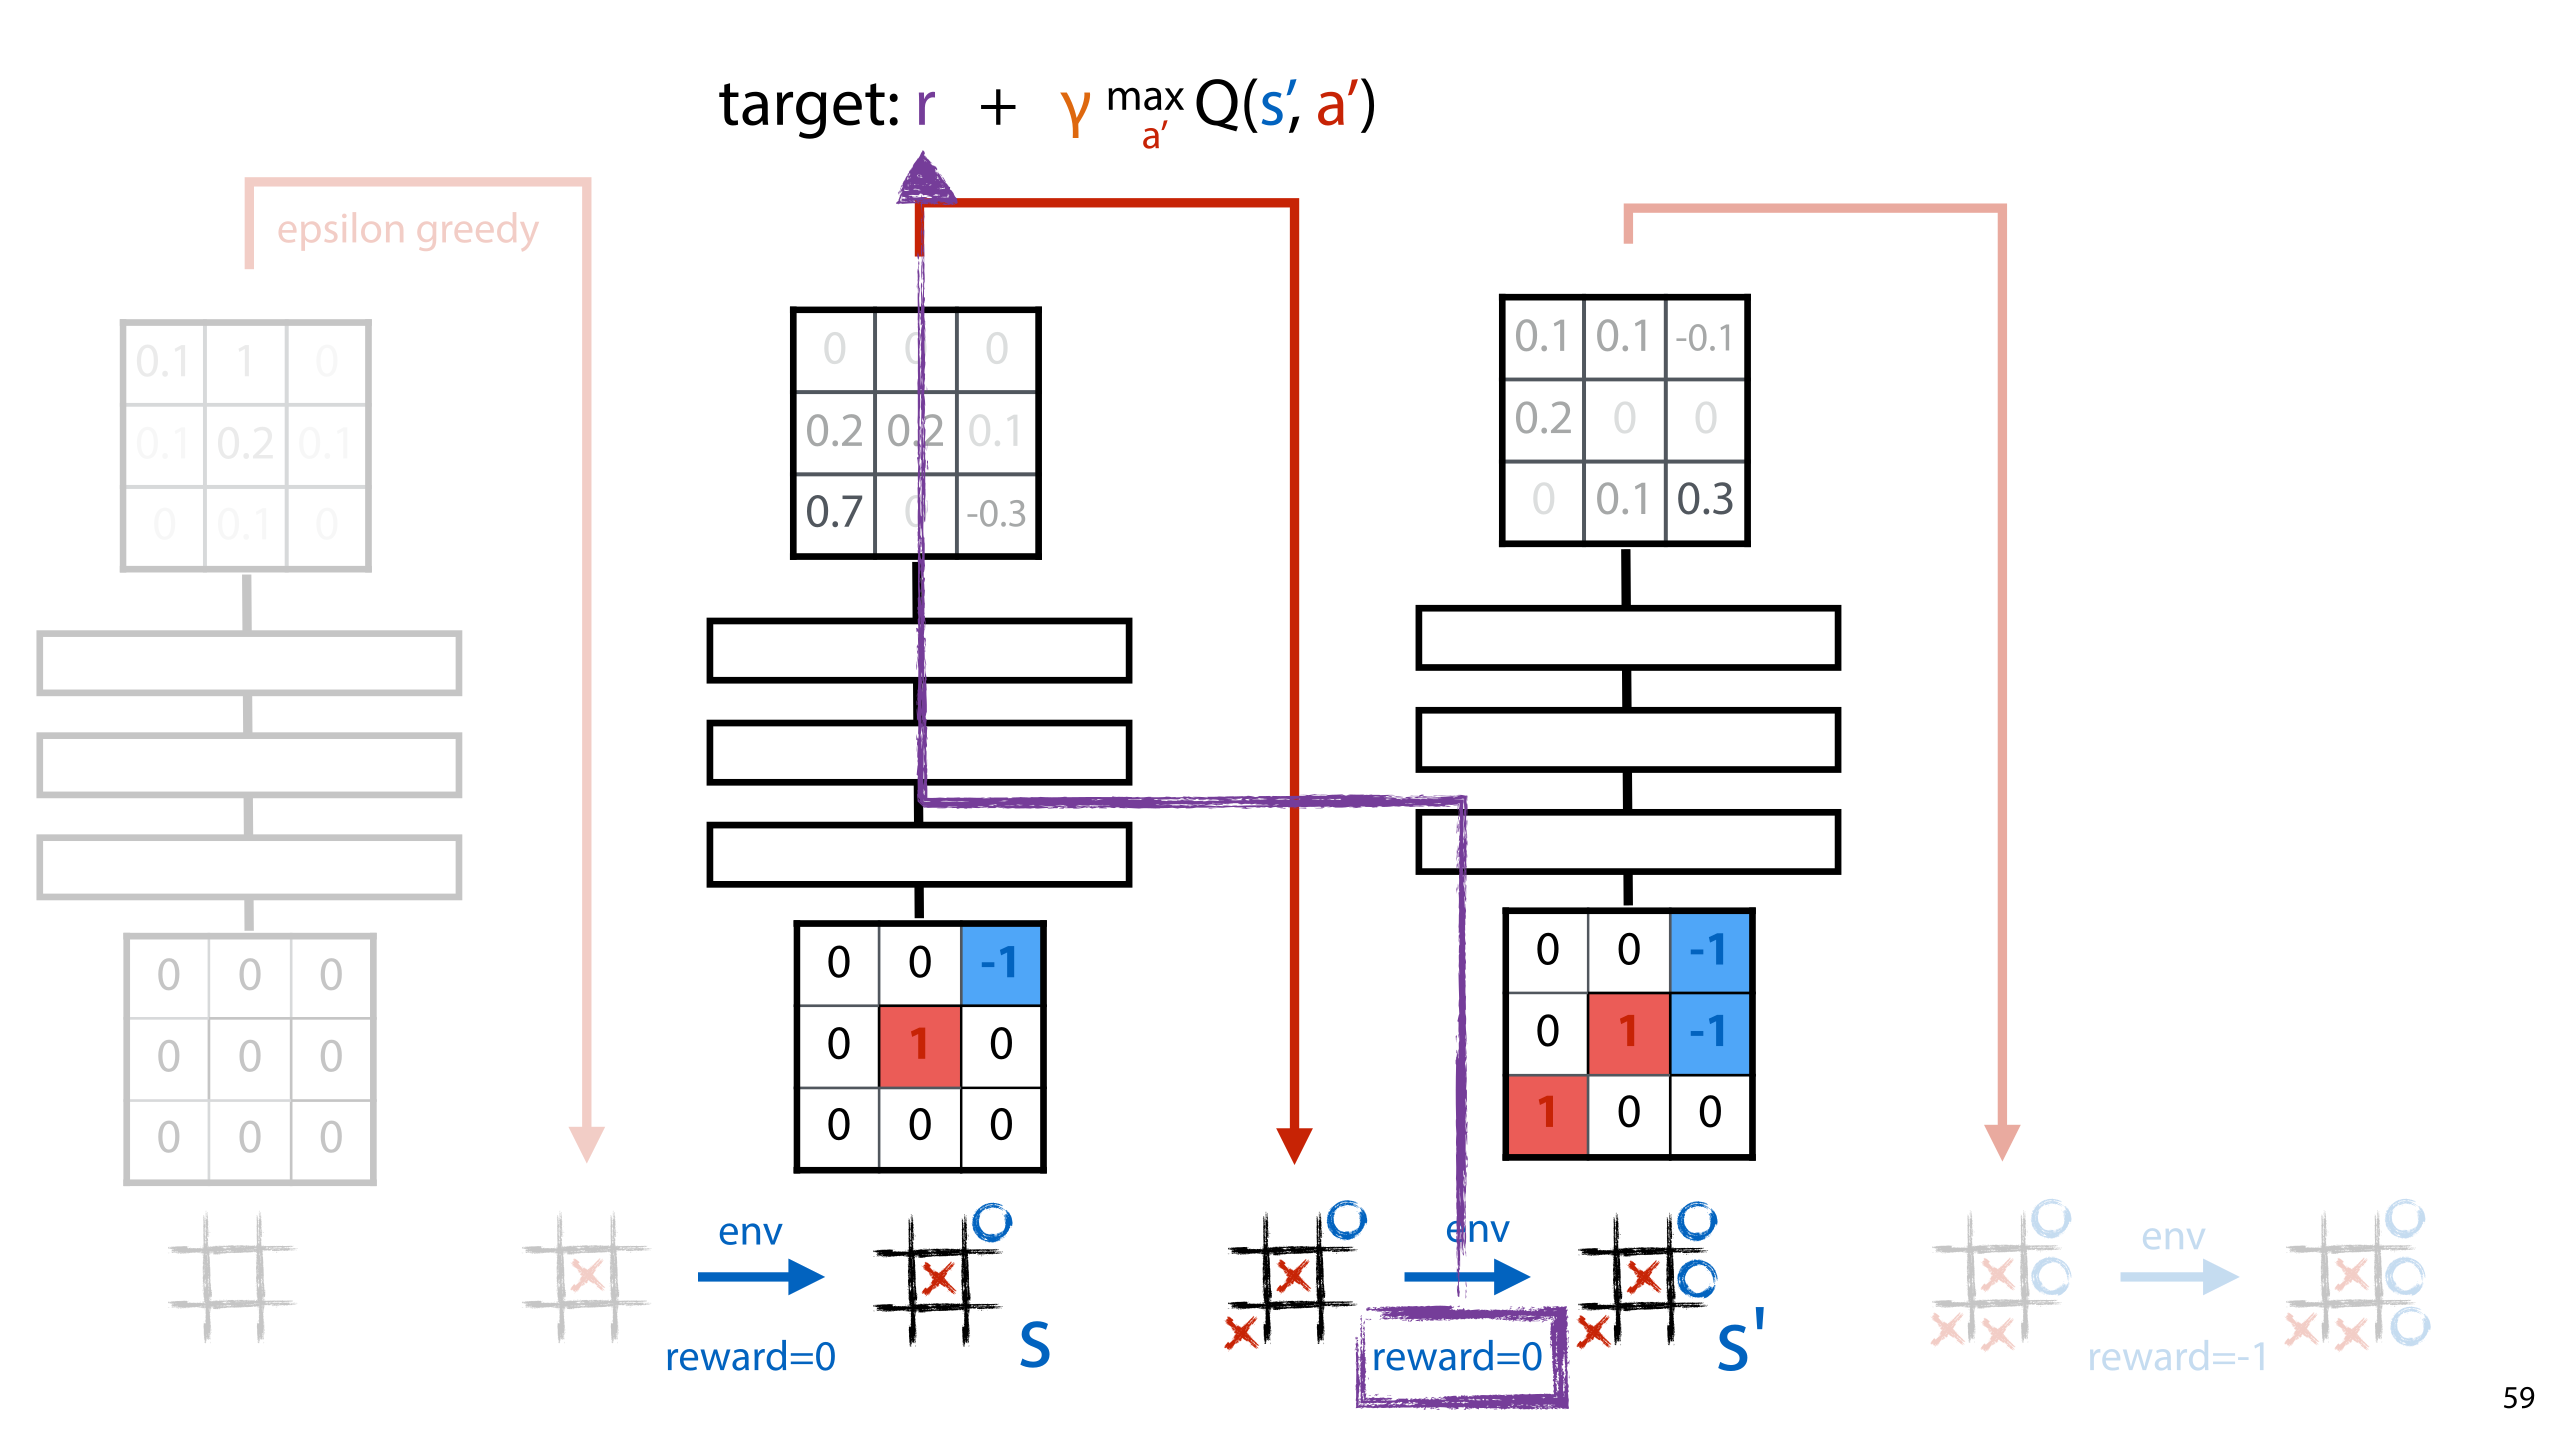 target: r + γ max Q(s′, a′)
a′
epsilon greedy
0.1 1 0
0.1 0.2 0.1
0 0.1 0
0 0 0
0.2 0.2 0.1
0.7 0 -0.3
0.1 0.1 -0.1
0.2 0 0
0 0.1 0.3
0 0 0
0 0 0
0 0 0
0 0 -1
0 1 0
0 0 0
0 0 -1
0 1 -1
1 0 0
env
reward=0
s
env
reward=0
s'
env
reward=-1
59